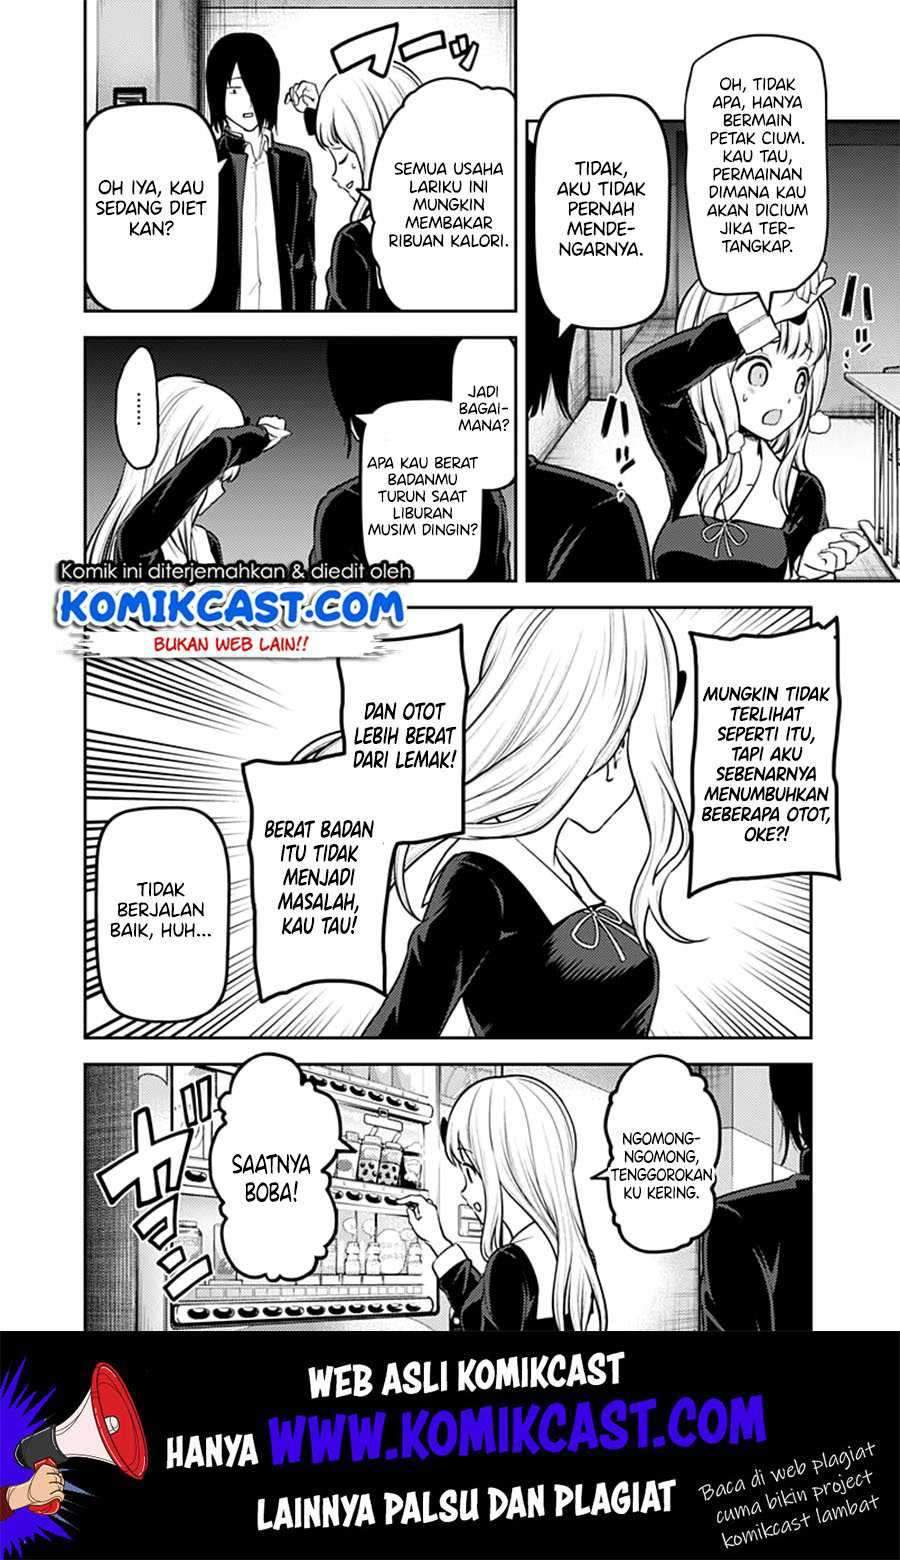 OH, TIDAK
APA, HANYA
BERMAIN
PETAK CIUM.
KAU TAU,
PERMAINAN
DIMANA KAU
AKAN DICIUM
JIKA TER-
TANGKAP.
TIDAK,
AKU TIDAK
PERNAH
MENDE-
NGARNYA.
マーッ
SEMUA USAHA
LARIKU INI
MUNGKIN
MEMBAKAR
RIBUAN KALORI.
OH IYA, KAU
SEDANG DIET
KAN?
JADI
BAGAI-
MANA?
APA KAU BERAT
BADANMU
TURUN SAAT
LIBURAN
MUSIM DINGIN?
........
Komik ini diterjemahkan & diedit oleh
KOMIKCAST.COM
BUKAN WEB LAIN!!
MUNGKIN TIDAK
TERLIHAT
SEPERTI ITU,
TAPI AKU
SEBENARNYA
MENUMBUHKAN
BEBERAPA OTOT,
OKE?!
DAN OTOT
LEBIH BERAT
DARI LEMAK!
BERAT BADAN
ITU TIDAK
MENJADI
MASALAH,
KAU TAU!
TIDAK
BERJALAN
BAIK, HUH...
NGOMONG-
NGOMONG,
TENGGOROKAN
KU KERING.
SAATNYA
BOBA!
ガコン
WEB ASLI KOMIKCAST
HANYA WWW.KOMIKCAST.COM
LAINNYA PALSU DAN PLAGIAT
Baca di web plagiat
cuma bikin project
komikcast lambat